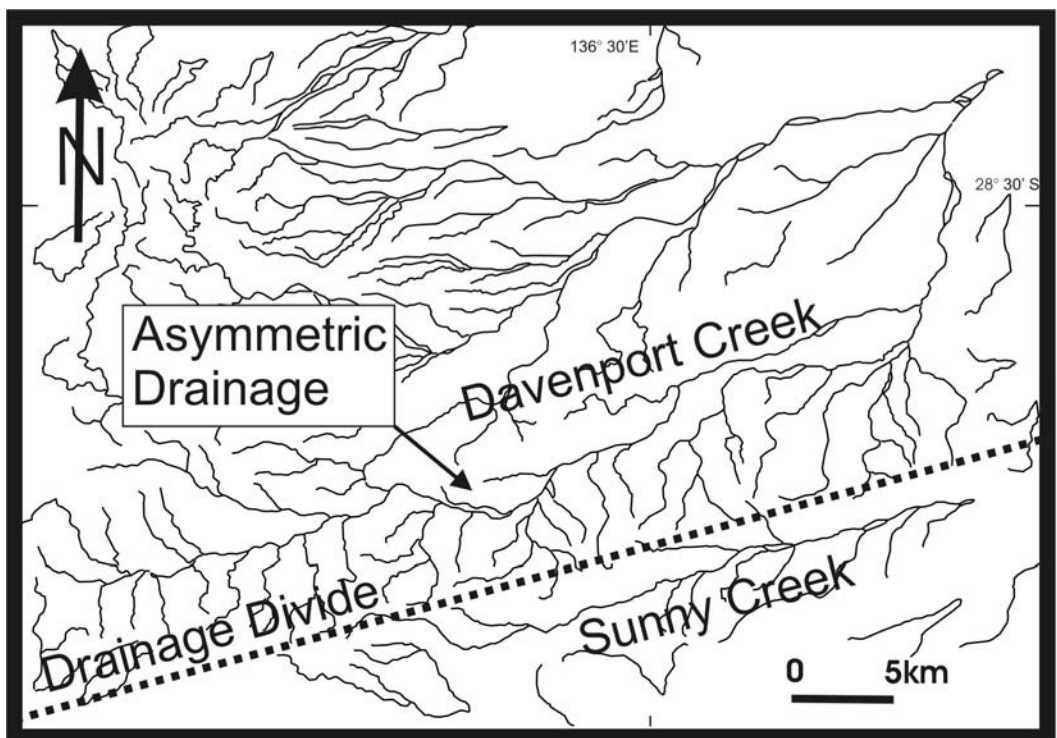 136° 30'E
N
28° 30' S
Asymmetric
Drainage
Davenport Creek
Drainage Divide
Sunny Creek
0 5km